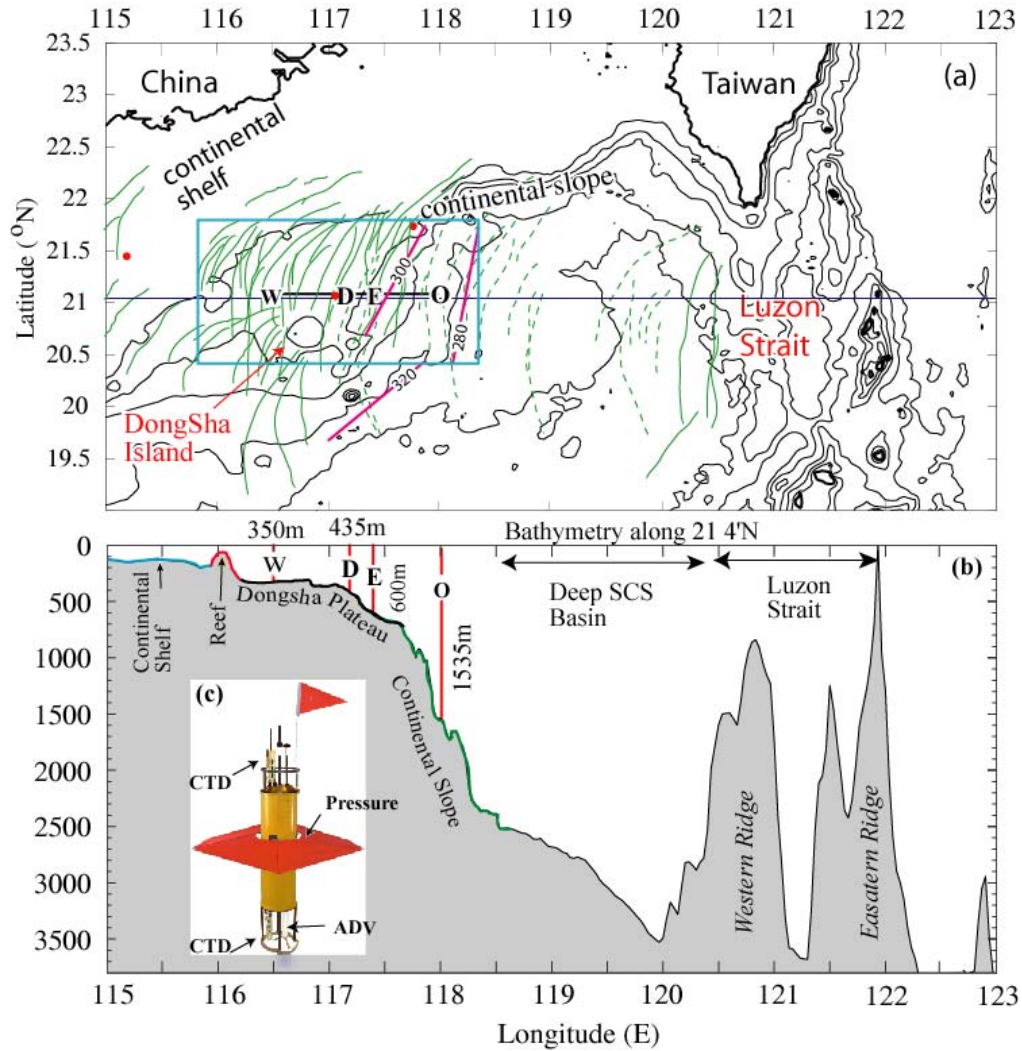 115 116 117 118 119 120 121 122 123
23.5
23
22.5
22
21.5
21
20.5
20
19.5
Latitude (°N)
China
continental
shelf
Taiwan
(a)
continental slope
300
W D E O
280
320
Luzon
Strait
DongSha
Island
350m 435m Bathymetry along 21 4'N
0
500
1000
1500
2000
2500
3000
3500
W D E O
600m
1535m
Continental
Shelf
Reef
Dongsha Plateau
Continental Slope
Deep SCS
Basin
Luzon
Strait
(b)
Western Ridge
Easatern Ridge
(c)
CTD
Pressure
ADV
CTD
115 116 117 118 119 120 121 122 123
Longitude (E)